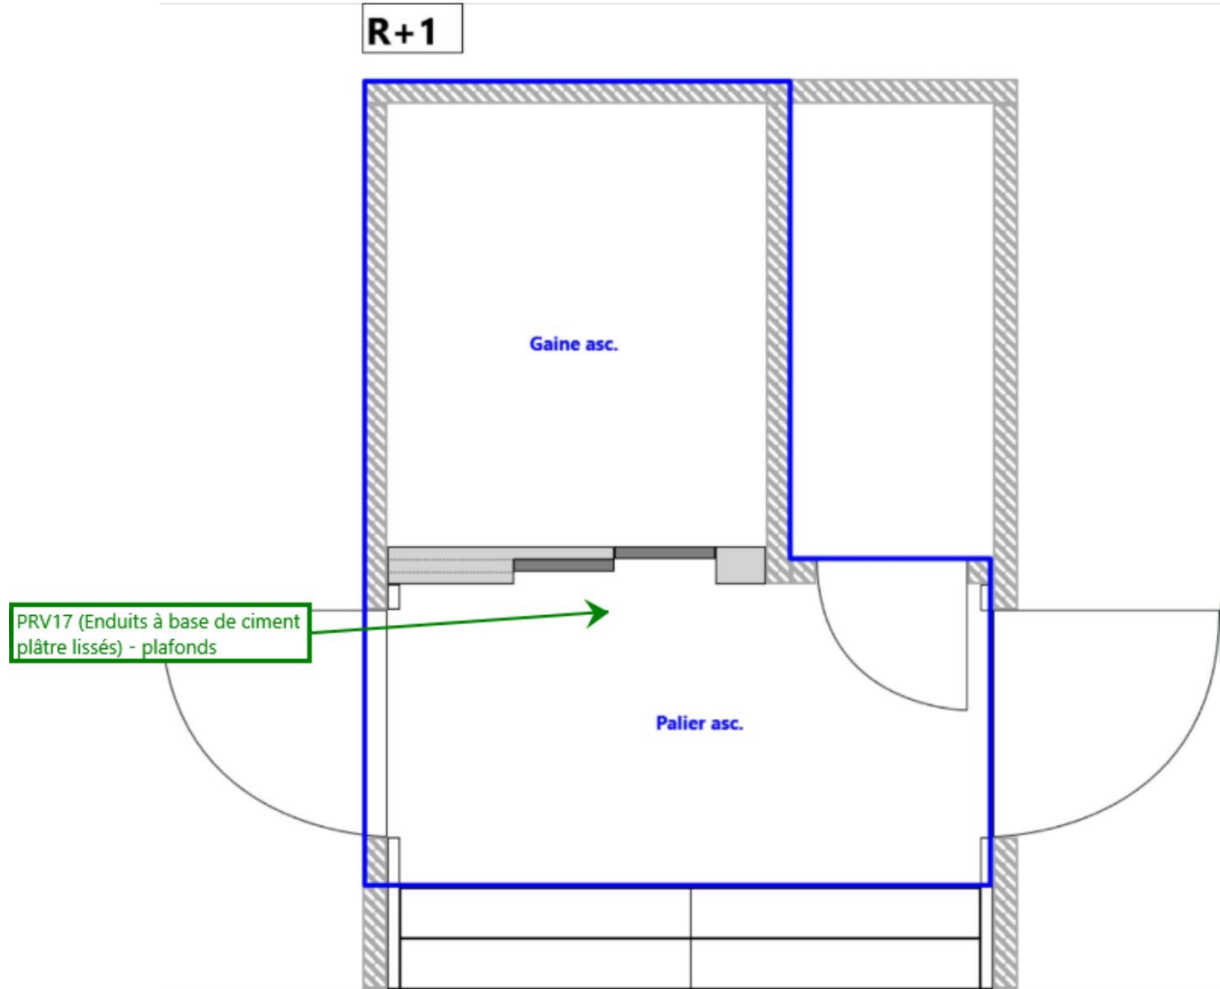 R+1
Gaine asc.
PRV17 (Enduits à base de ciment
plâtre lissés) - plafonds
Palier asc.